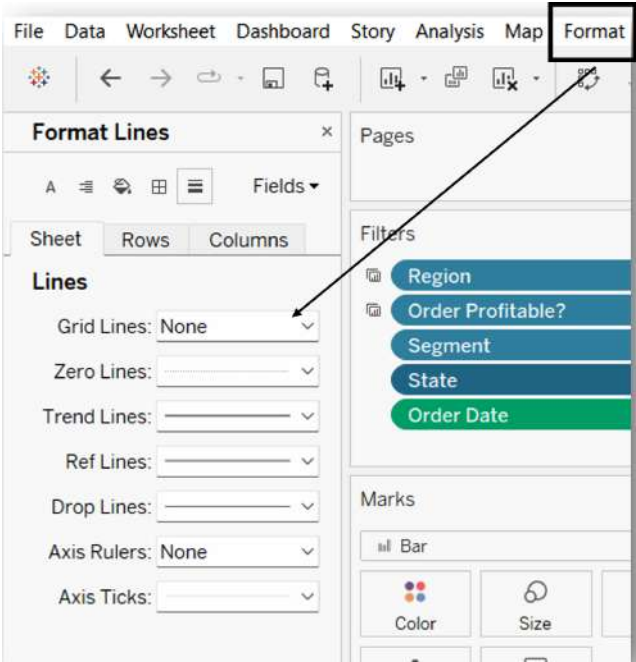 File Data Worksheet Dashboard Story Analysis Map Format
Format Lines
A Fields
Sheet Rows Columns
Lines
Grid Lines: None
Zero Lines:
Trend Lines:
Ref Lines:
Drop Lines:
Axis Rulers: None
Axis Ticks:
Pages
Filters
Region
Order Profitable?
Segment
State
Order Date
Marks
Bar
Color Size